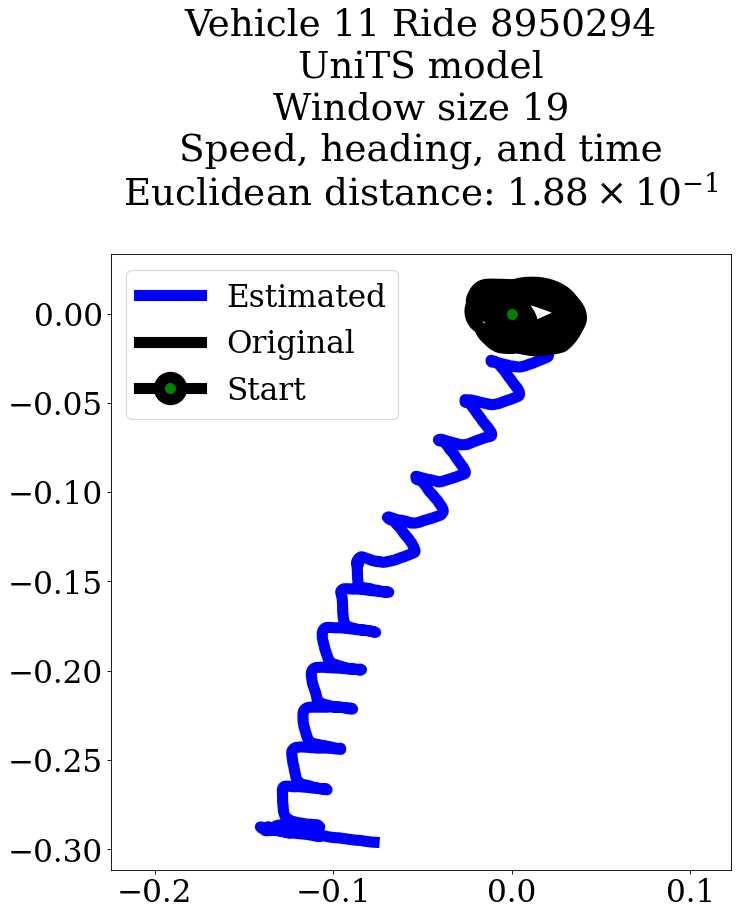 Vehicle 11 Ride 8950294
UniTS model
Window size 19
Speed, heading, and time
Euclidean distance: 1.88 × 10⁻¹
Estimated
Original
Start
0.00
−0.05
−0.10
−0.15
−0.20
−0.25
−0.30
−0.2
−0.1
0.0
0.1